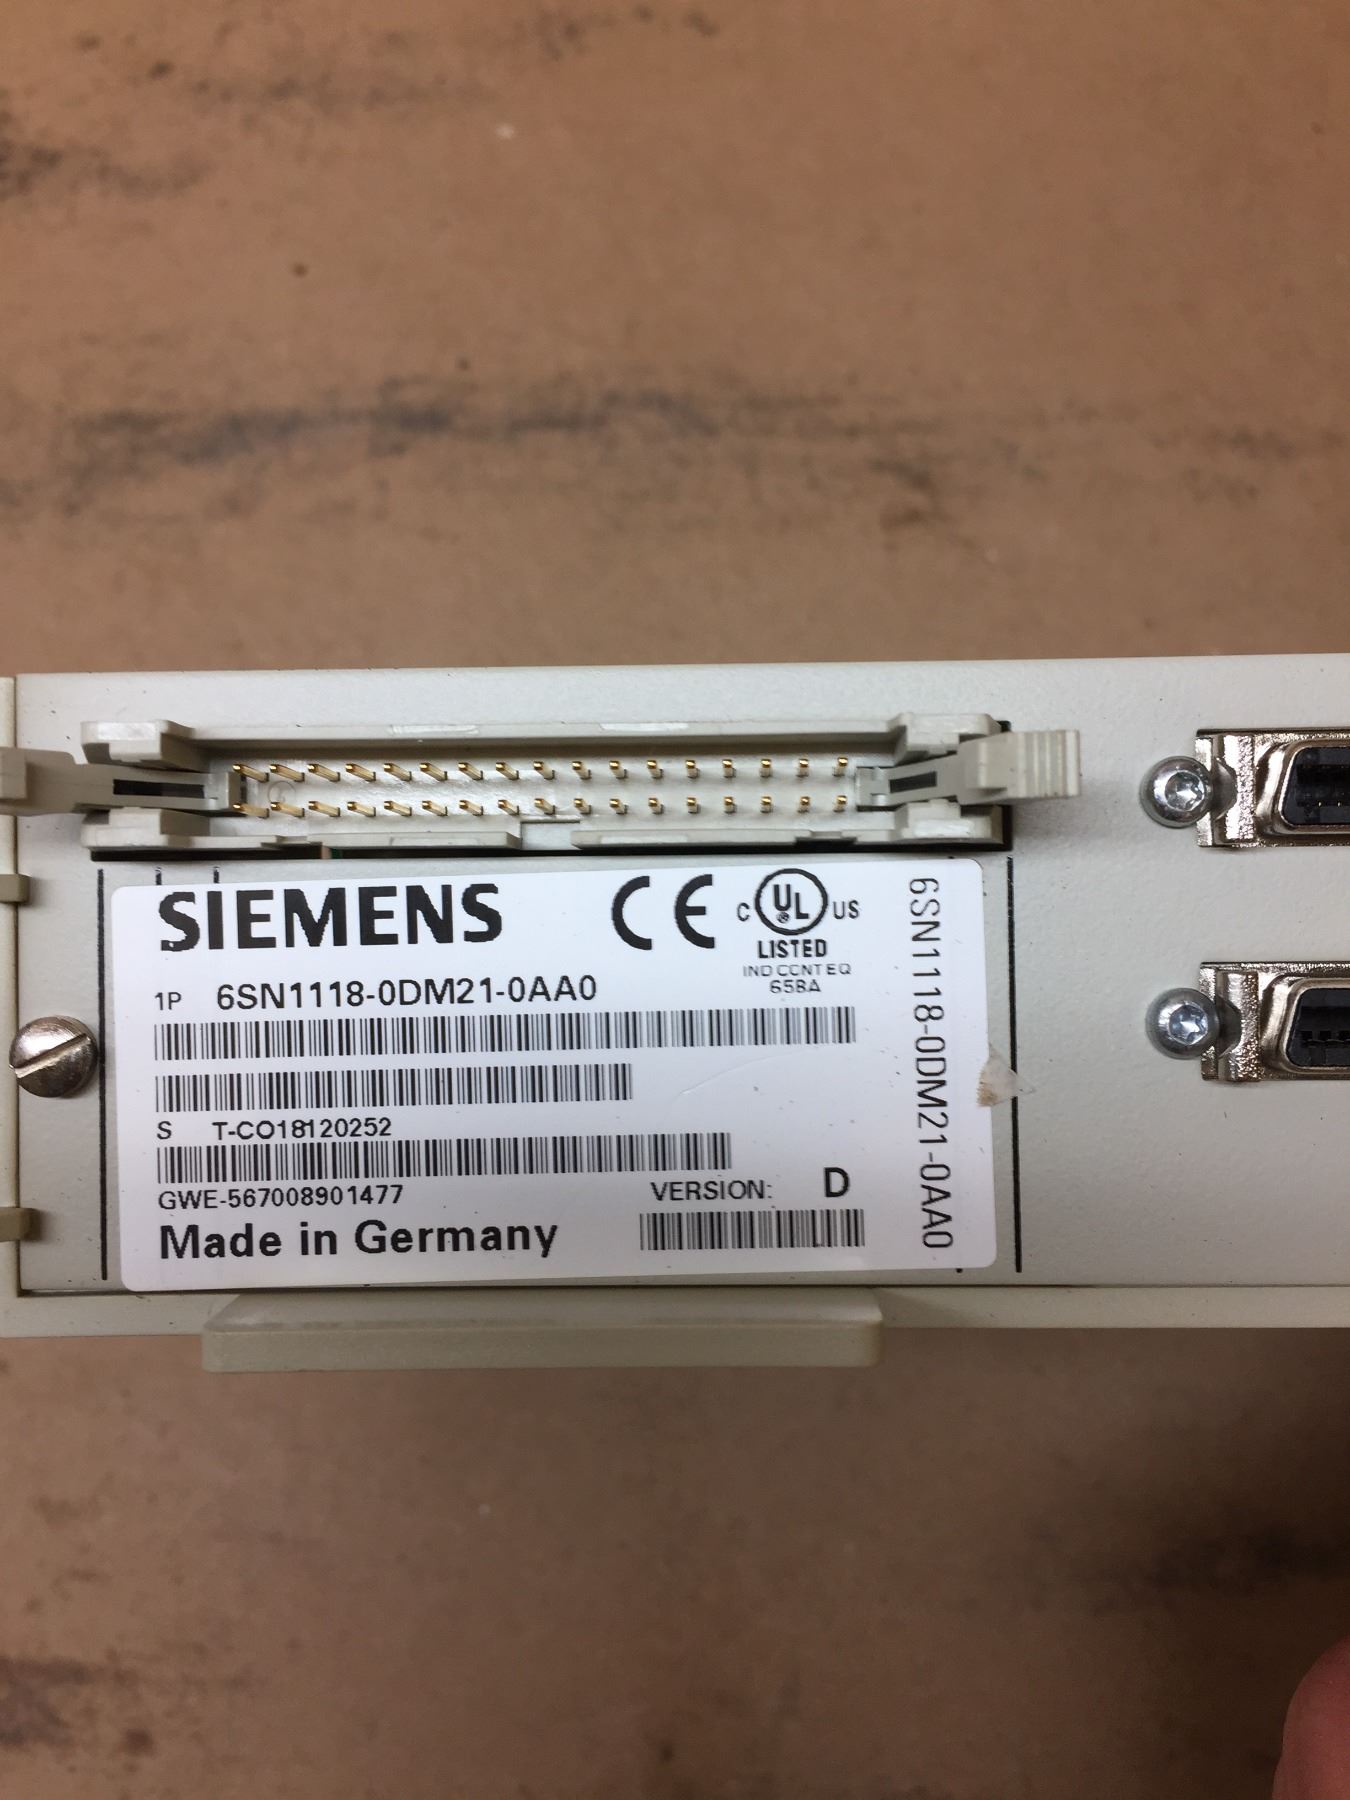 SIEMENS
CE
C UL US
LISTED
IND CONT EQ
65BA
1P 6SN1118-0DM21-0AA0
S T-CO18120252
GWE-567008901477
VERSION: D
Made in Germany
6SN1118-0DM21-0AA0